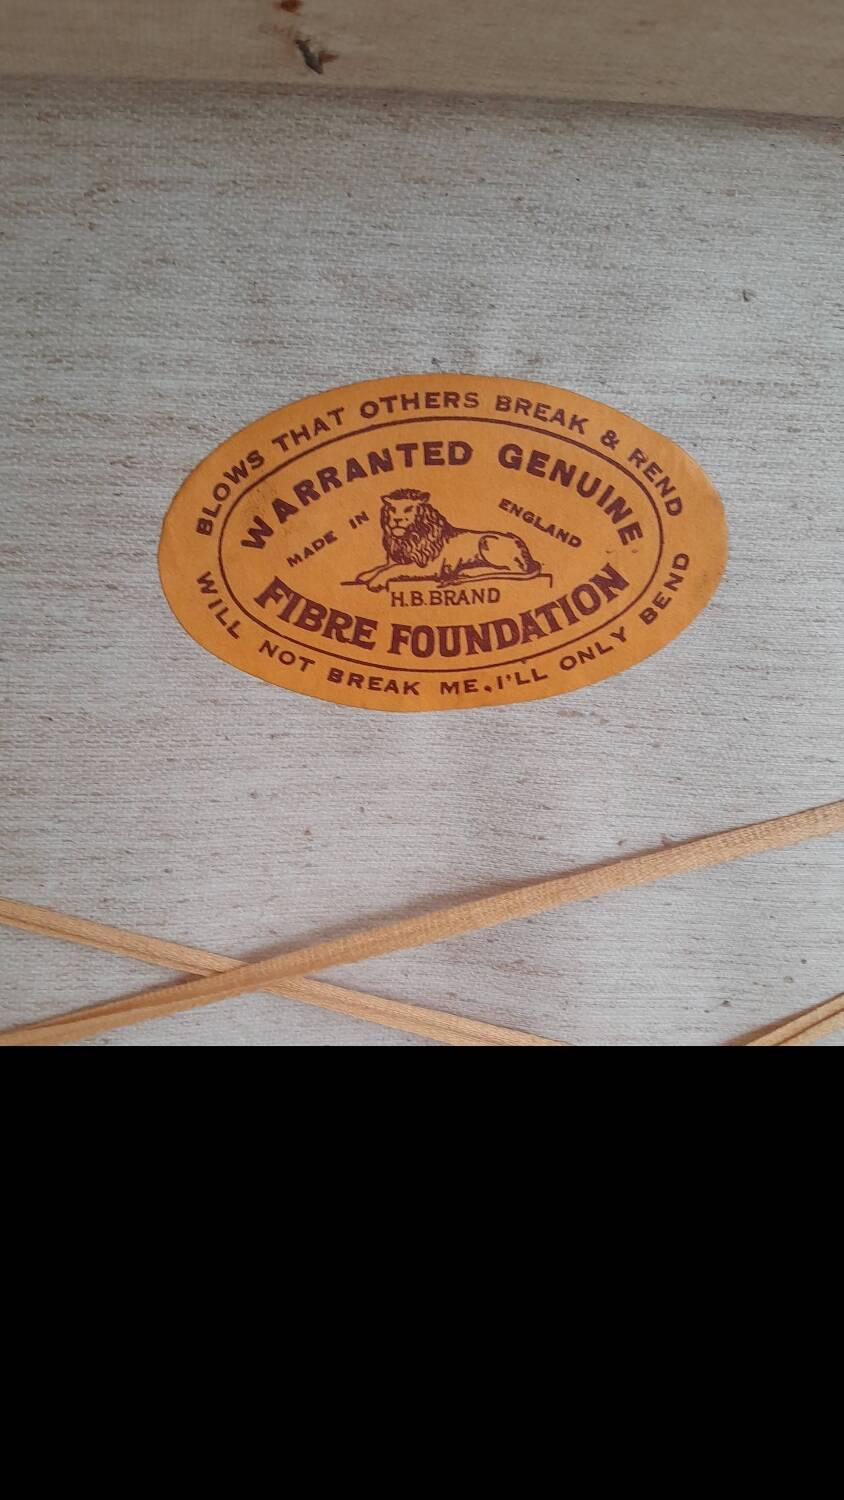 BLOWS THAT OTHERS BREAK & REND
WARRANTED GENUINE
MADE IN ENGLAND
H.B.BRAND
FIBRE FOUNDATION
WILL NOT BREAK ME, I'LL ONLY BEND